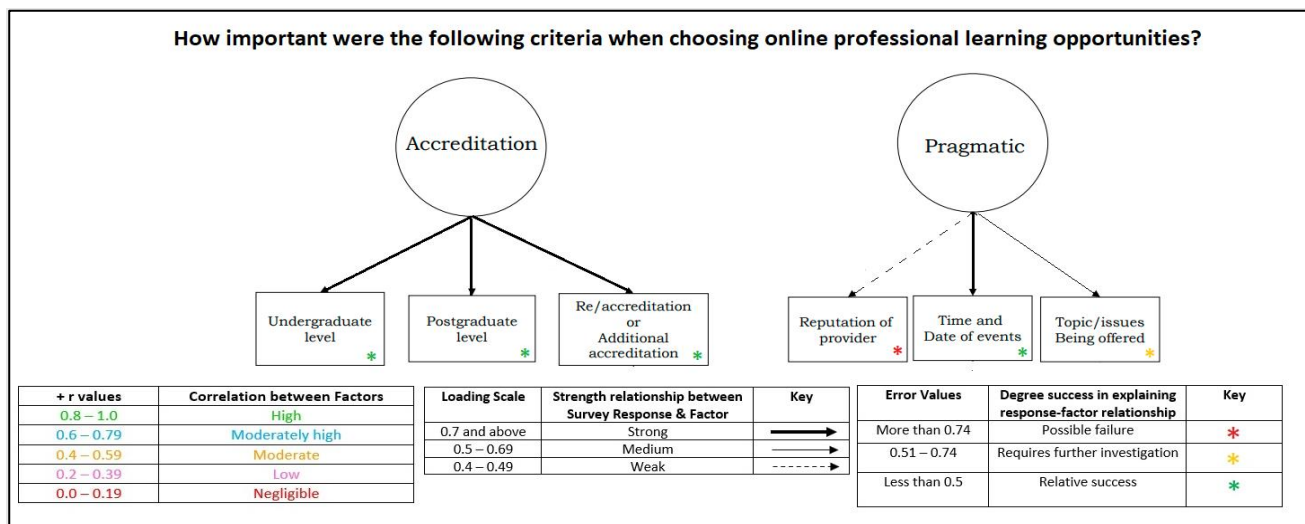 How important were the following criteria when choosing online professional learning opportunities?
Accreditation
Pragmatic
Undergraduate
level
*
Postgraduate
level
*
Re/accreditation
or
Additional
accreditation
*
Reputation of
provider
*
Time and
Date of events
*
Topic/issues
Being offered
*
+ r values Correlation between Factors
0.8 – 1.0 High
0.6 – 0.79 Moderately high
0.4 – 0.59 Moderate
0.2 – 0.39 Low
0.0 – 0.19 Negligible
Loading Scale Strength relationship between Key
Survey Response & Factor
0.7 and above Strong
0.5 – 0.69 Medium
0.4 – 0.49 Weak
Error Values Degree success in explaining Key
response-factor relationship
More than 0.74 Possible failure *
0.51 – 0.74 Requires further investigation *
Less than 0.5 Relative success *